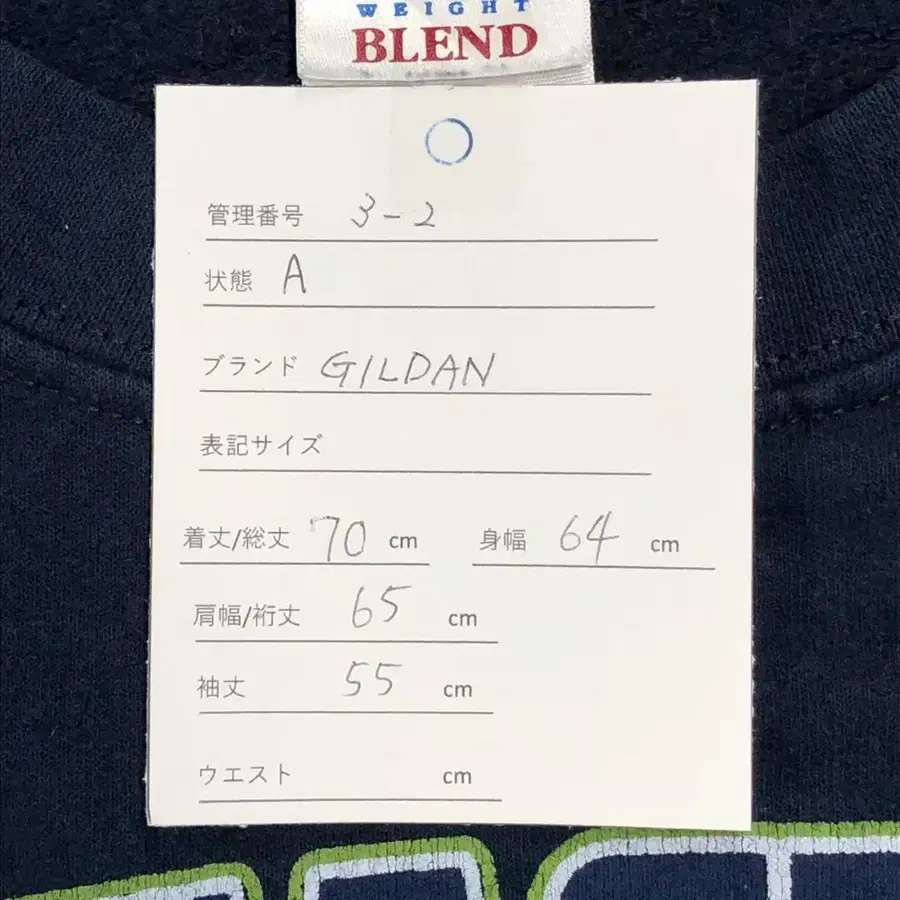 WEIGHT
BLEND
管理番号 3-2
状態 A
ブランド GILDAN
表記サイズ
着丈/総丈 70 cm 身幅 64 cm
肩幅/裄丈 65 cm
袖丈 55 cm
ウエスト cm